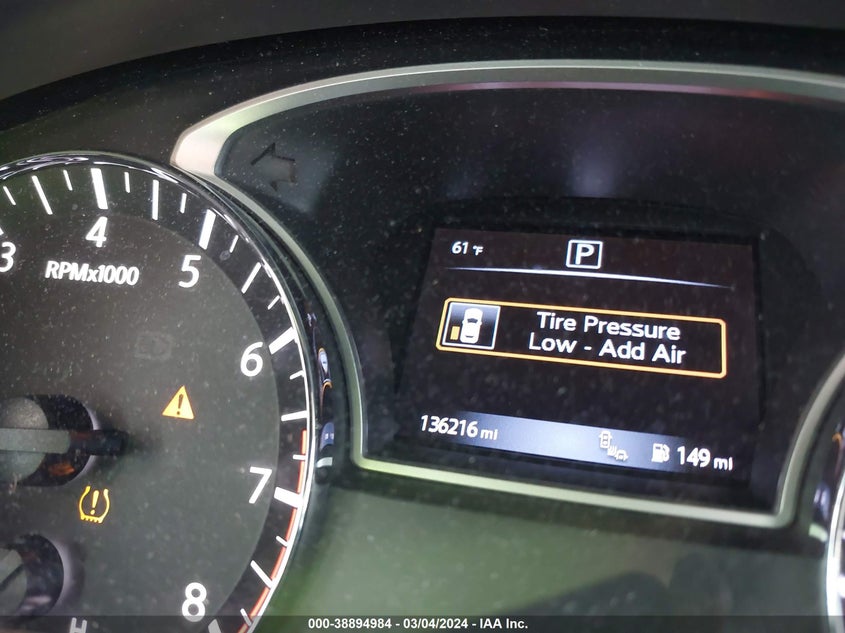 3
4
5
6
7
8
RPMx1000
61 °F
P
Tire Pressure
Low - Add Air
136216 mi
149 mi
H
000-38894984 - 03/04/2024 - IAA Inc.